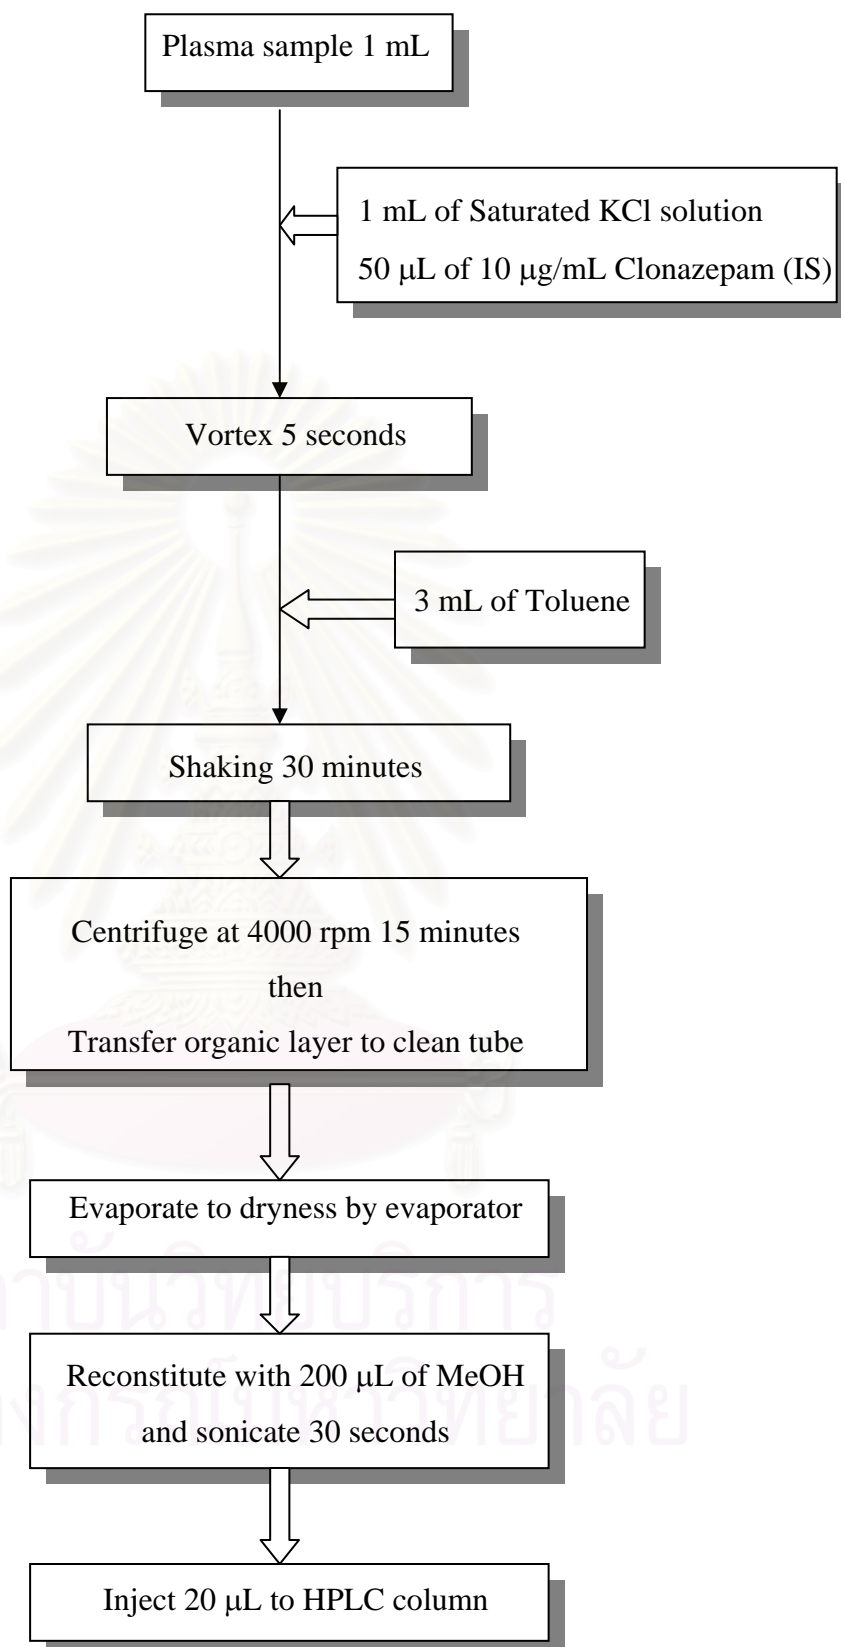 Plasma sample 1 mL
1 mL of Saturated KCl solution
50 μL of 10 μg/mL Clonazepam (IS)
Vortex 5 seconds
3 mL of Toluene
Shaking 30 minutes
Centrifuge at 4000 rpm 15 minutes
then
Transfer organic layer to clean tube
Evaporate to dryness by evaporator
Reconstitute with 200 μL of MeOH
and sonicate 30 seconds
Inject 20 μL to HPLC column